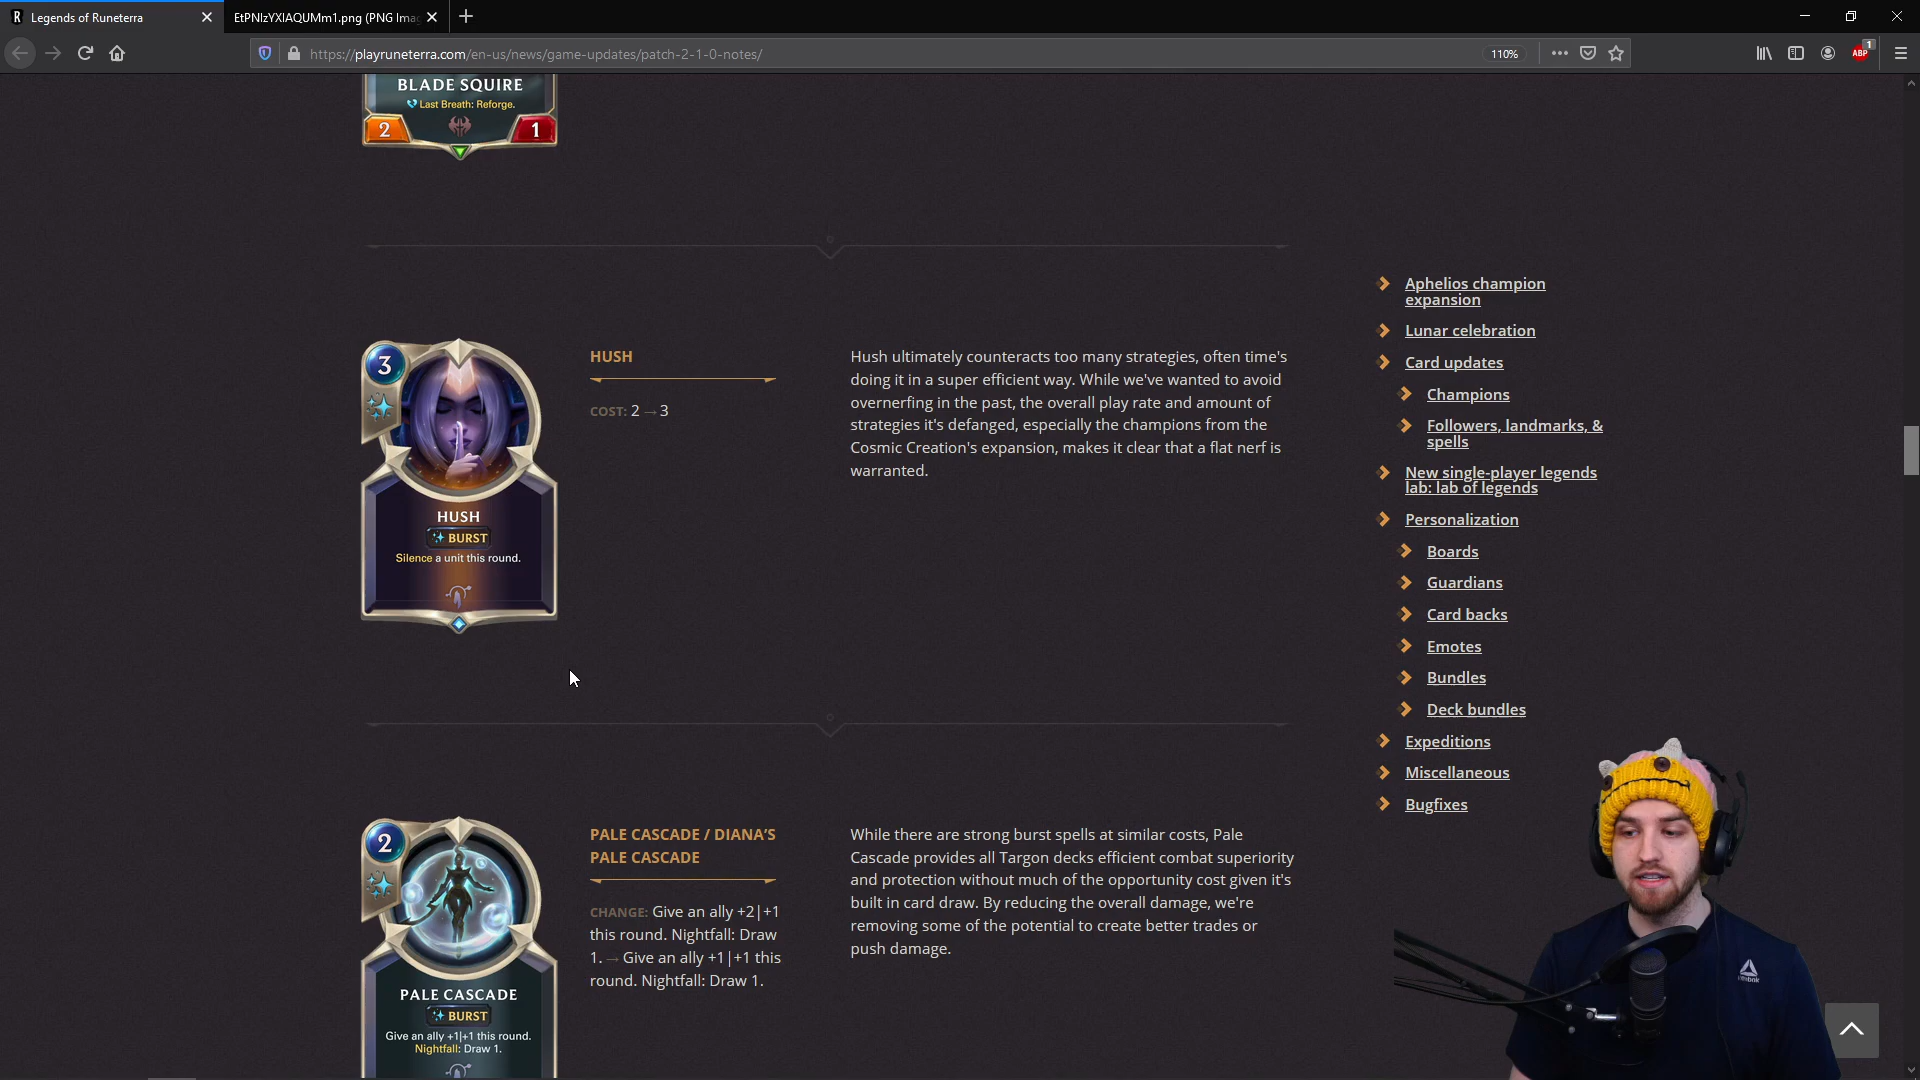 Legends of Runeterra
EtPNIzYXIAQUMm1.png (PNG Ima
https://playruneterra.com/en-us/news/game-updates/patch-2-1-0-notes/
110%
ABP
1
BLADE SQUIRE
Last Breath: Reforge.
2
1
3
HUSH
BURST
Silence a unit this round.
HUSH
COST: 2 → 3
Hush ultimately counteracts too many strategies, often time's
doing it in a super efficient way. While we've wanted to avoid
overnerfing in the past, the overall play rate and amount of
strategies it's defanged, especially the champions from the
Cosmic Creation's expansion, makes it clear that a flat nerf is
warranted.
2
PALE CASCADE
BURST
Give an ally +1|+1 this round.
Nightfall: Draw 1.
PALE CASCADE / DIANA'S
PALE CASCADE
CHANGE: Give an ally +2|+1
this round. Nightfall: Draw
1. → Give an ally +1|+1 this
round. Nightfall: Draw 1.
While there are strong burst spells at similar costs, Pale
Cascade provides all Targon decks efficient combat superiority
and protection without much of the opportunity cost given it's
built in card draw. By reducing the overall damage, we're
removing some of the potential to create better trades or
push damage.
Aphelios champion
expansion
Lunar celebration
Card updates
Champions
Followers, landmarks, &
spells
New single-player legends
lab: lab of legends
Personalization
Boards
Guardians
Card backs
Emotes
Bundles
Deck bundles
Expeditions
Miscellaneous
Bugfixes
Reebok